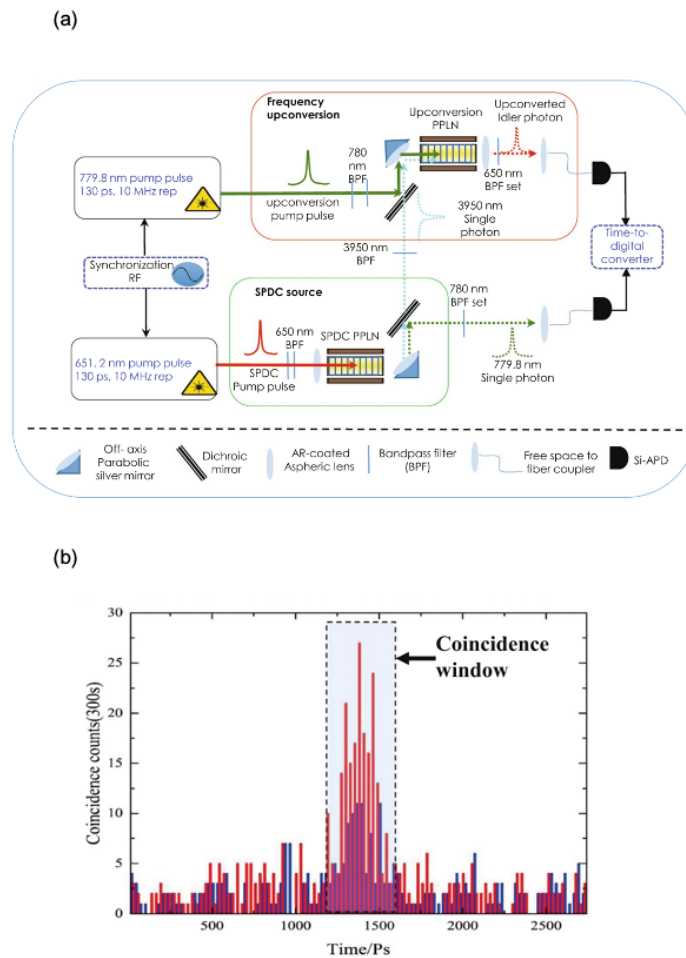 (a)
Frequency
upconversion
Upconversion
PPLN
Upconverted
Idler photon
780
nm
BPF
650 nm
BPF set
779.8 nm pump pulse
130 ps, 10 MHz rep
upconversion
pump pulse
3950 nm
Single
photon
3950 nm
BPF
Time-to-
digital
converter
Synchronization
RF
SPDC source
780 nm
BPF set
650 nm
BPF
SPDC PPLN
651. 2 nm pump pulse
130 ps, 10 MHz rep
SPDC
Pump pulse
779.8 nm
Single photon
Off- axis
Parabolic
silver mirror
Dichroic
mirror
AR-coated
Aspheric lens
Bandpass filter
(BPF)
Free space to
fiber coupler
Si-APD
(b)
30
25
20
15
10
5
0
Coincidence counts(300s)
Coincidence
window
500
1000
1500
2000
2500
Time/Ps